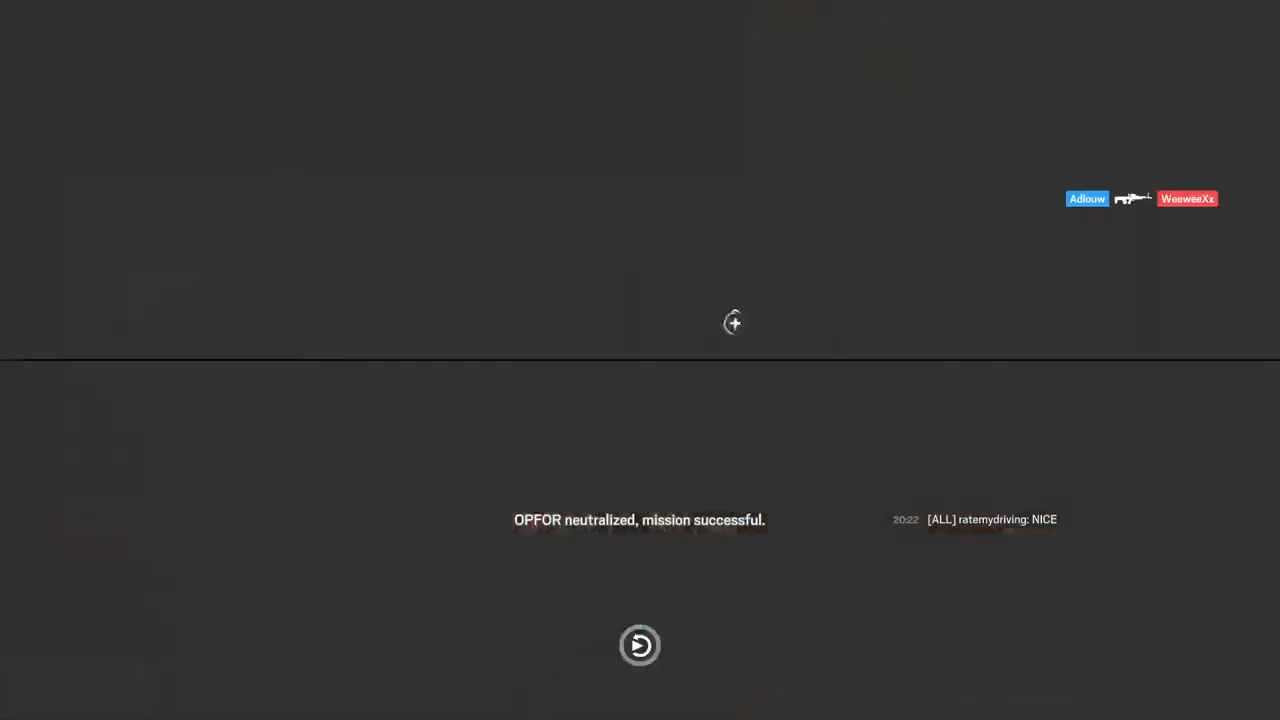 Adlouw WeeweeXx
OPFOR neutralized, mission successful.
20:22 [ALL] ratemydriving: NICE